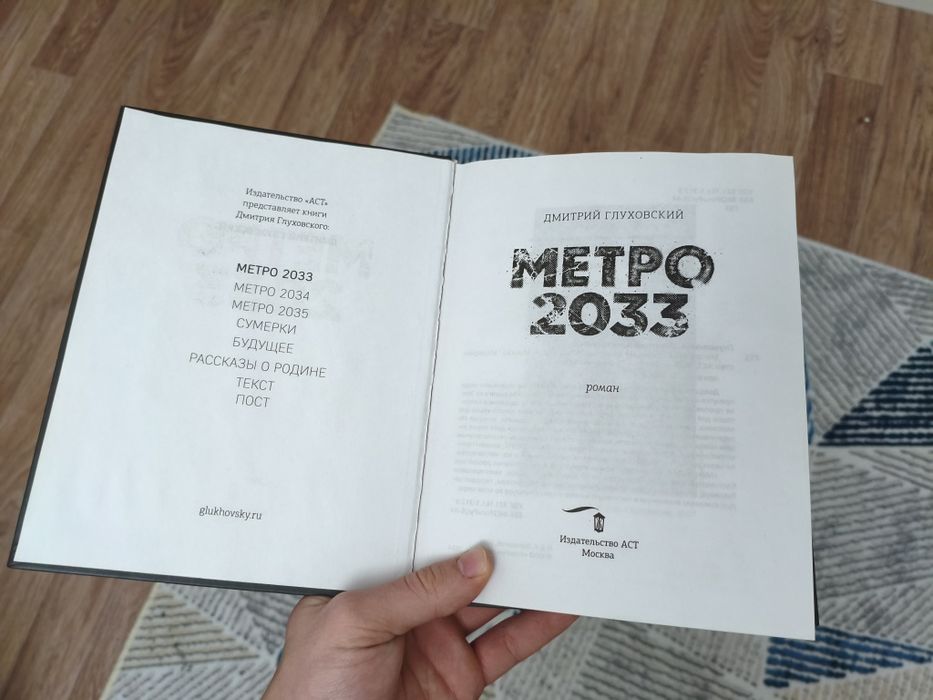 Издательство «АСТ»
представляет книги
Дмитрия Глуховского:
МЕТРО 2033
МЕТРО 2034
МЕТРО 2035
СУМЕРКИ
БУДУЩЕЕ
РАССКАЗЫ О РОДИНЕ
ТЕКСТ
ПОСТ
glukhovsky.ru
ДМИТРИЙ ГЛУХОВСКИЙ
МЕТРО
2033
роман
Издательство АСТ
Москва